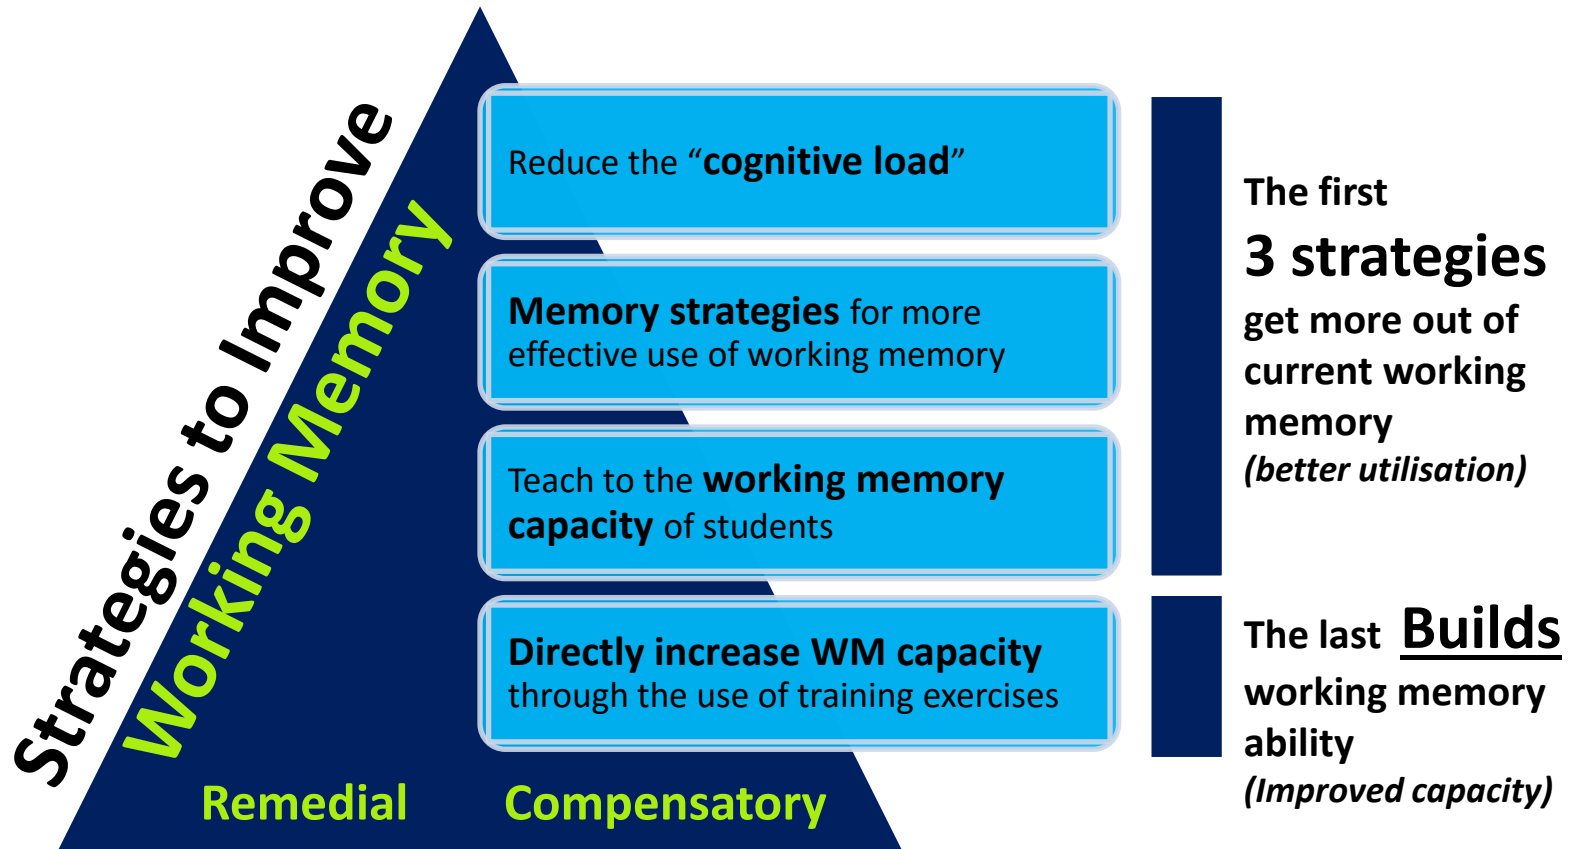 Strategies to Improve
Working Memory
Reduce the “cognitive load”
Memory strategies for more
effective use of working memory
Teach to the working memory
capacity of students
Directly increase WM capacity
through the use of training exercises
Remedial
Compensatory
The first
3 strategies
get more out of
current working
memory
(better utilisation)
The last Builds
working memory
ability
(Improved capacity)